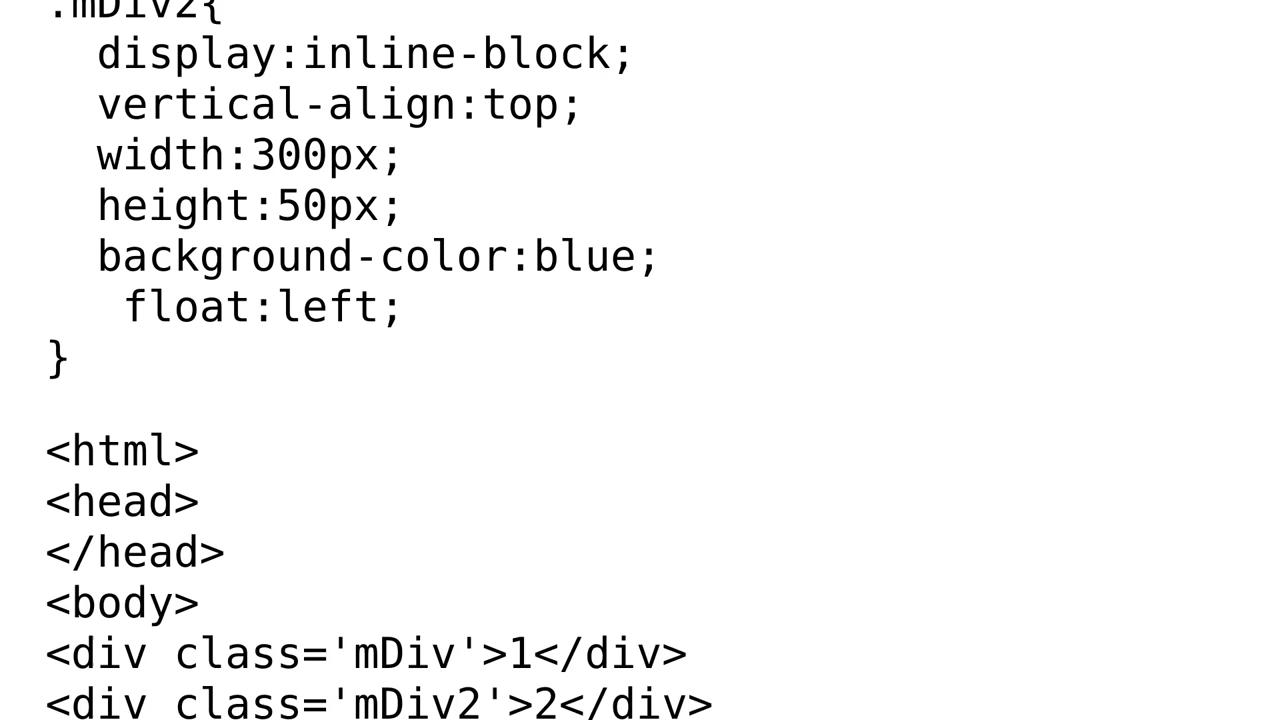 .mDiv2{
  display:inline-block;
  vertical-align:top;
  width:300px;
  height:50px;
  background-color:blue;
   float:left;
}

<html>
<head>
</head>
<body>
<div class='mDiv'>1</div>
<div class='mDiv2'>2</div>